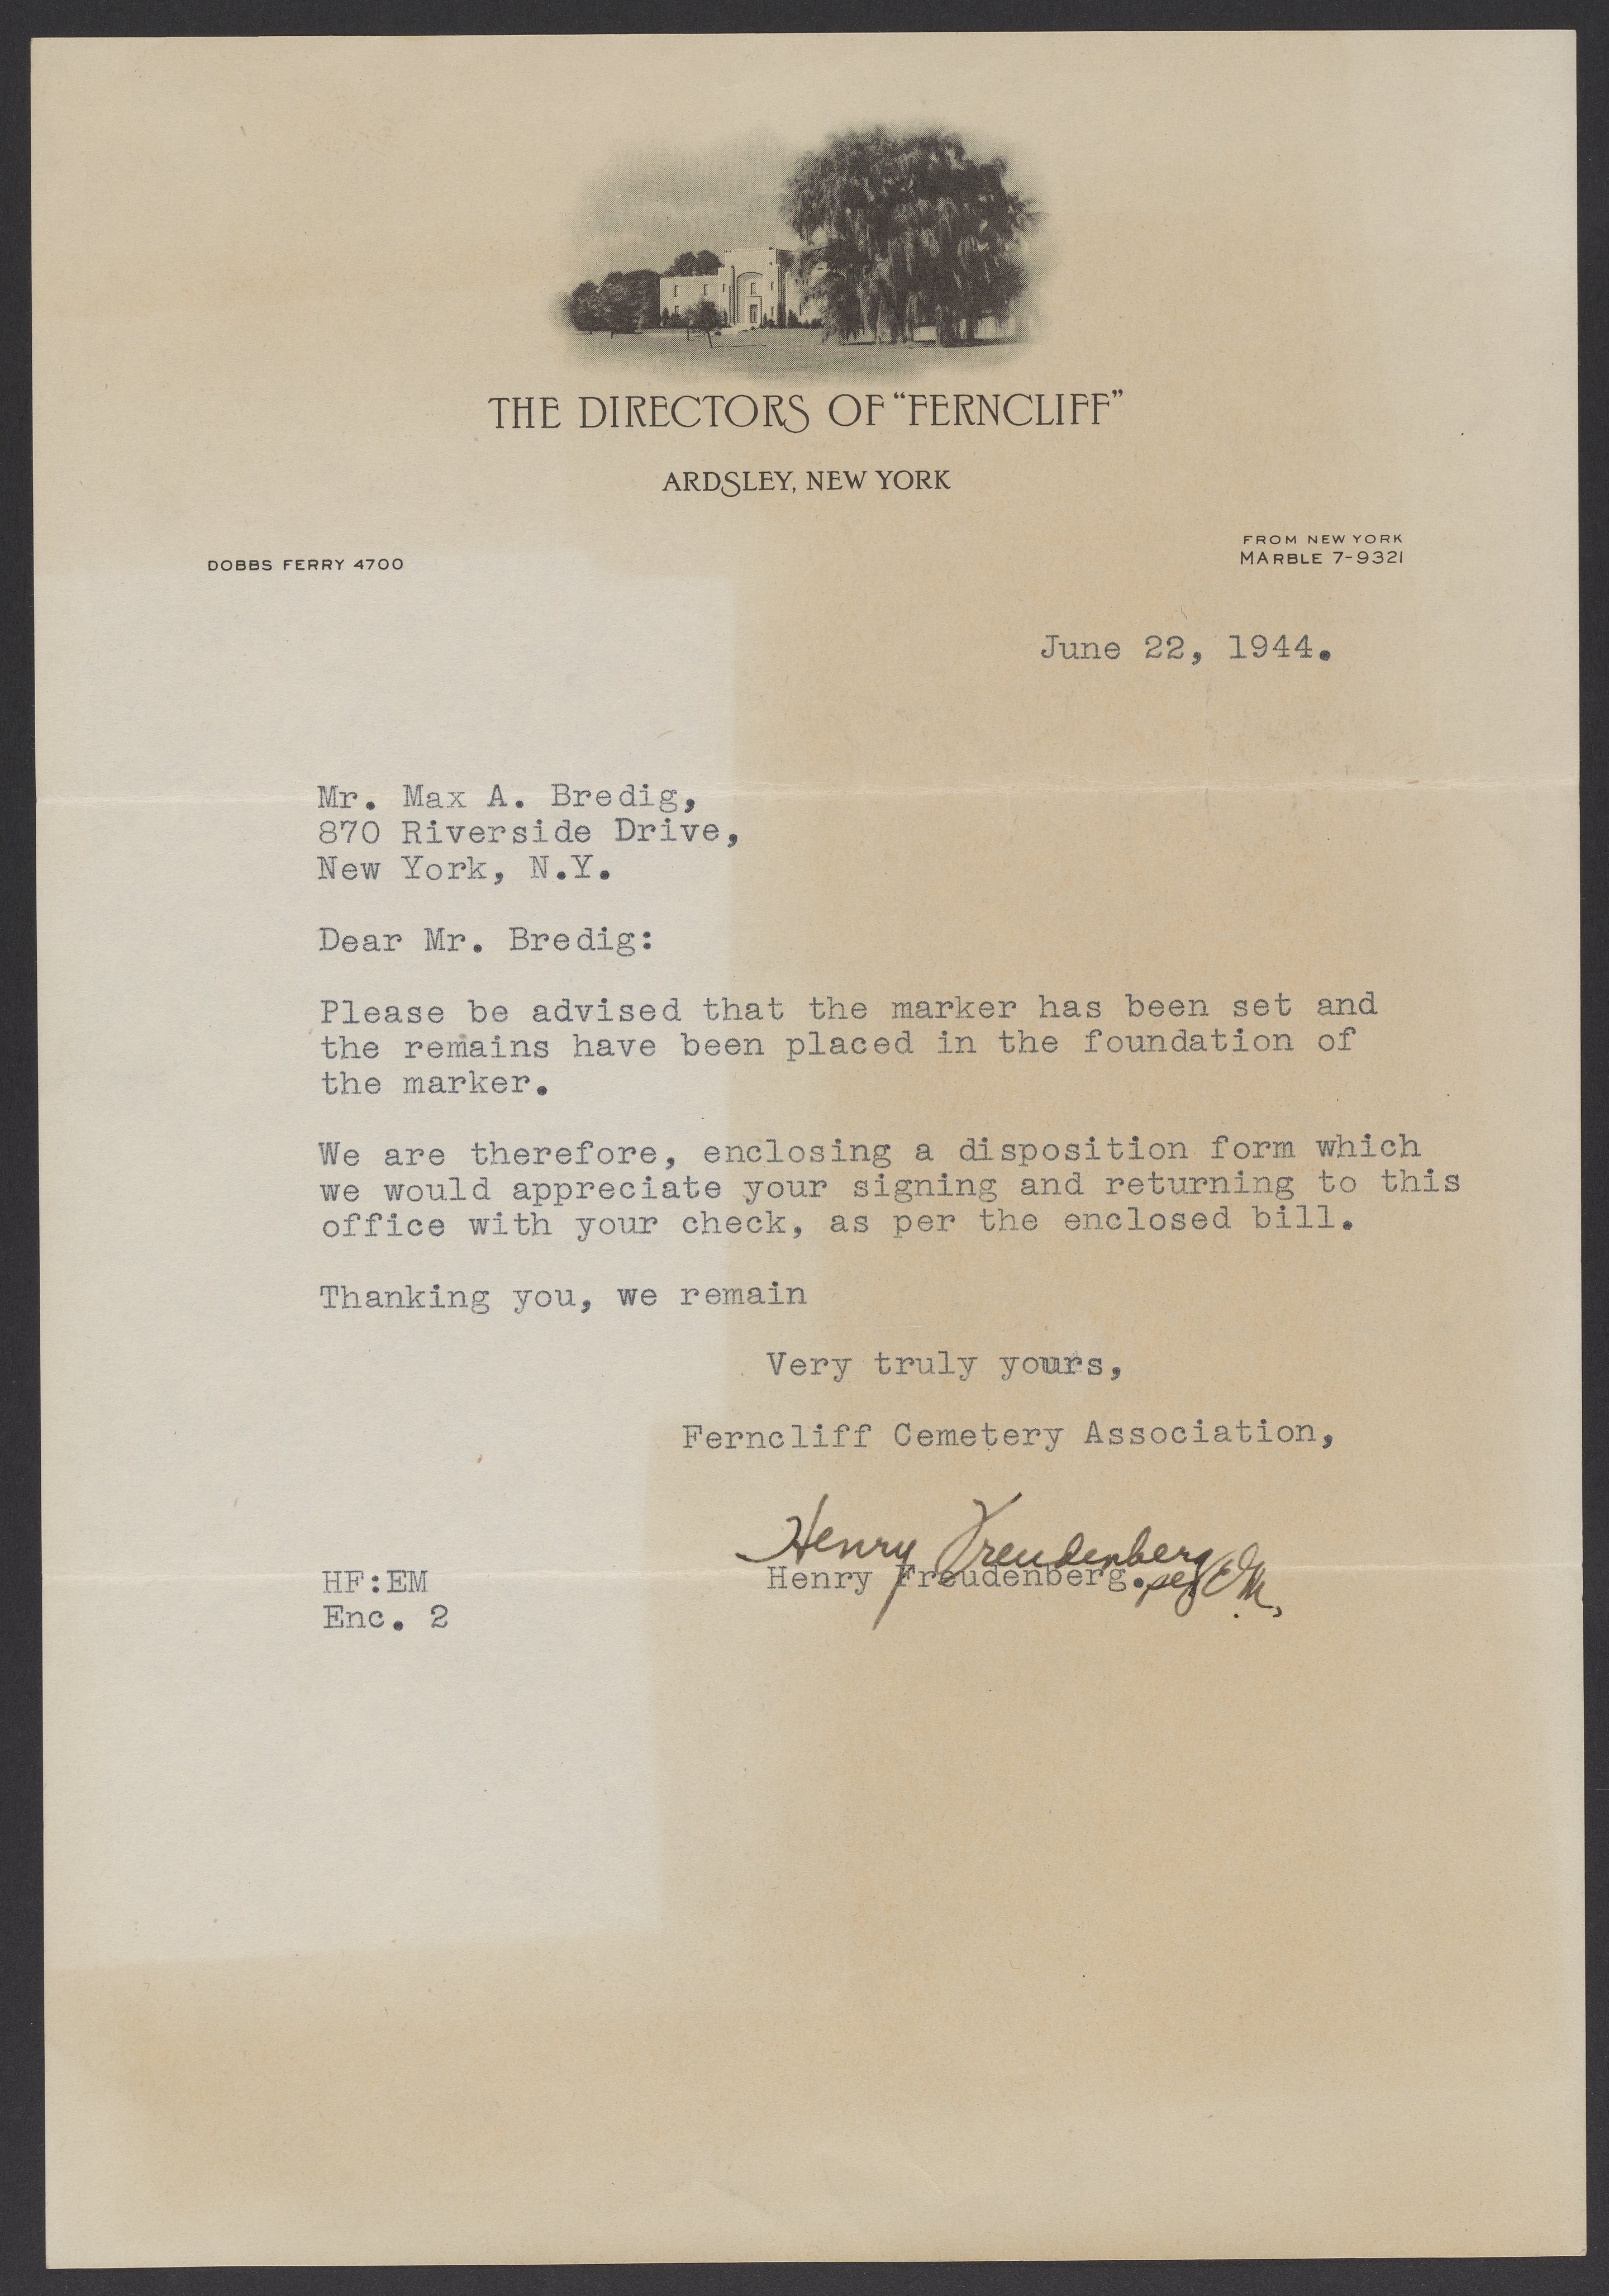 THE DIRECTORS OF "FERNCLIFF"
ARDSLEY, NEW YORK
DOBBS FERRY 4700
FROM NEW YORK
MARBLE 7-9321
June 22, 1944.
Mr. Max A. Bredig,
870 Riverside Drive,
New York, N.Y.
Dear Mr. Bredig:
Please be advised that the marker has been set and
the remains have been placed in the foundation of
the marker.
We are therefore, enclosing a disposition form which
we would appreciate your signing and returning to this
office with your check, as per the enclosed bill.
Thanking you, we remain
Very truly yours,
Ferncliff Cemetery Association,
Henry Freudenberg
Henry Freudenberg. per EM.
HF:EM
Enc. 2